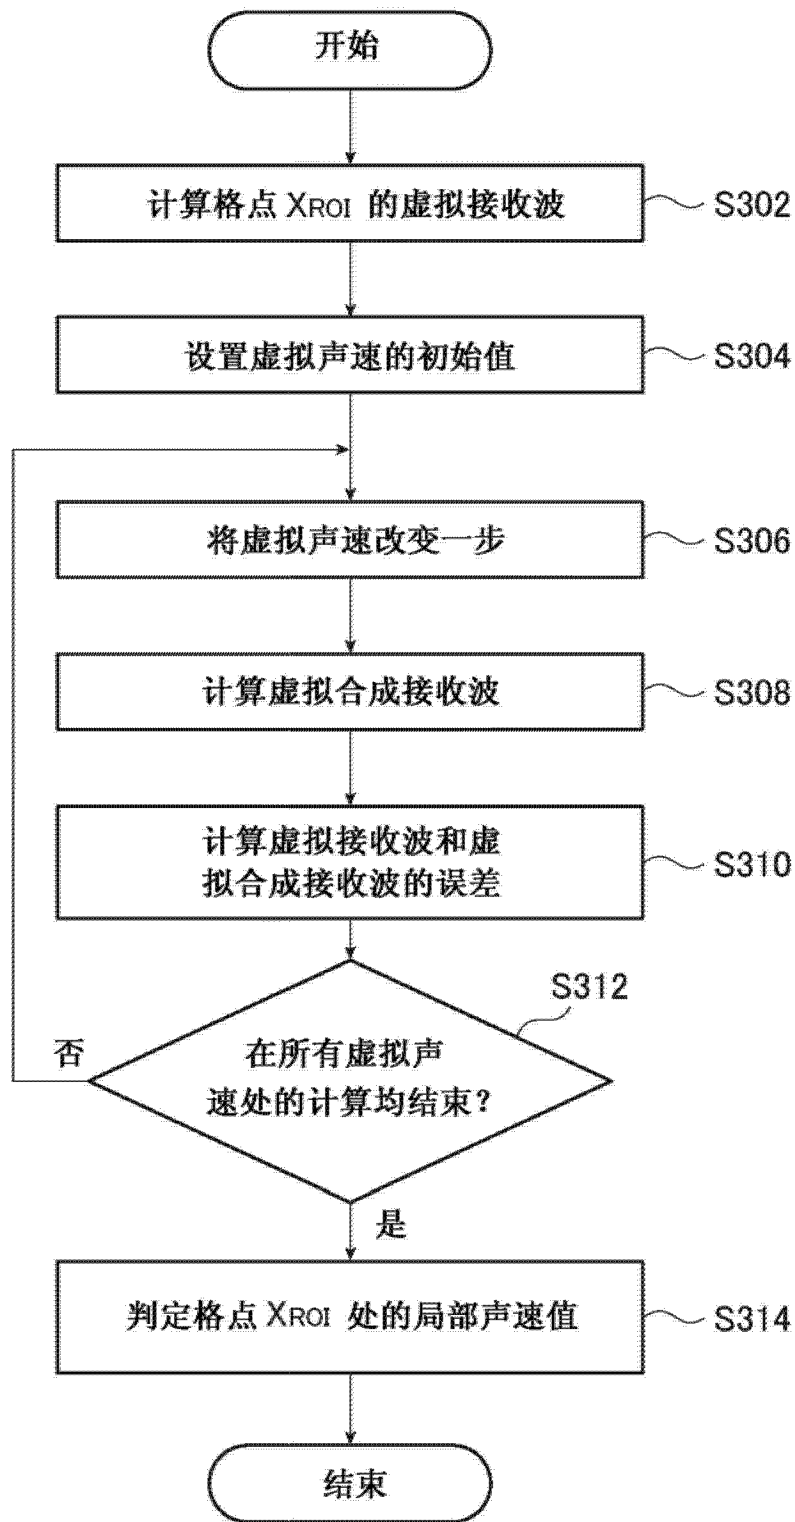 开始
计算格点 XROI 的虚拟接收波
S302
设置虚拟声速的初始值
S304
将虚拟声速改变一步
S306
计算虚拟合成接收波
S308
计算虚拟接收波和虚
拟合成接收波的误差
S310
S312
否
在所有虚拟声
速处的计算均结束？
是
判定格点 XROI 处的局部声速值
S314
结束